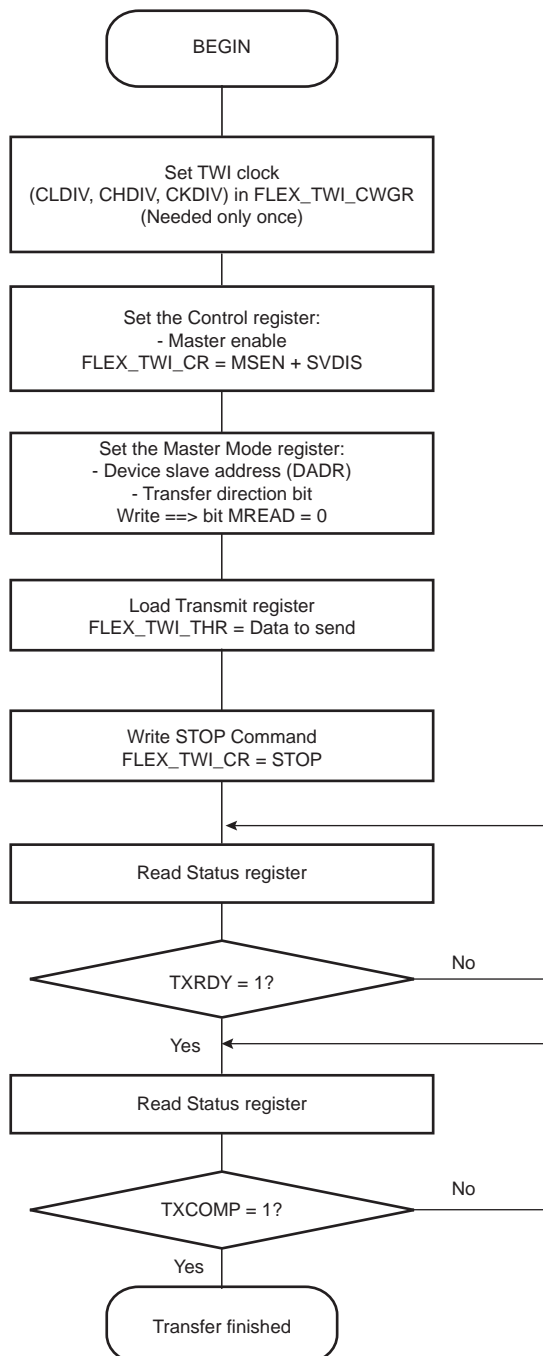 BEGIN
Set TWI clock
(CLDIV, CHDIV, CKDIV) in FLEX_TWI_CWGR
(Needed only once)
Set the Control register:
- Master enable
FLEX_TWI_CR = MSEN + SVDIS
Set the Master Mode register:
- Device slave address (DADR)
- Transfer direction bit
Write ==> bit MREAD = 0
Load Transmit register
FLEX_TWI_THR = Data to send
Write STOP Command
FLEX_TWI_CR = STOP
Read Status register
TXRDY = 1?
No
Yes
Read Status register
TXCOMP = 1?
No
Yes
Transfer finished